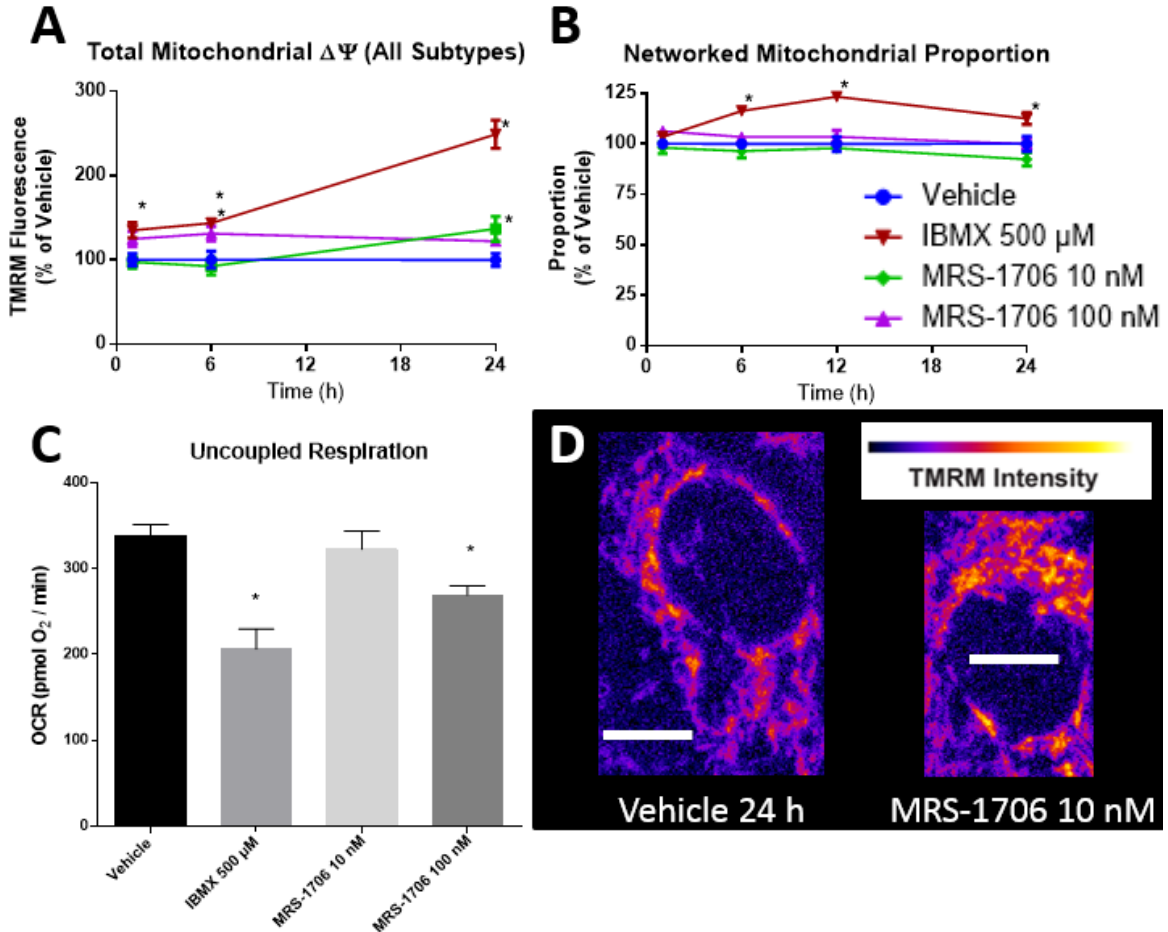 A
Total Mitochondrial ΔΨ (All Subtypes)
TMRM Fluorescence
(% of Vehicle)
300
200
100
0
0 6 12 18 24
Time (h)
*
*
*
*
*
B
Networked Mitochondrial Proportion
Proportion
(% of Vehicle)
125
100
75
50
25
0
0 6 12 18 24
Time (h)
*
*
*
Vehicle
IBMX 500 µM
MRS-1706 10 nM
MRS-1706 100 nM
C
Uncoupled Respiration
OCR (pmol O₂ / min)
400
300
200
100
0
*
*
Vehicle
IBMX 500 µM
MRS-1706 10 nM
MRS-1706 100 nM
D
TMRM Intensity
Vehicle 24 h
MRS-1706 10 nM